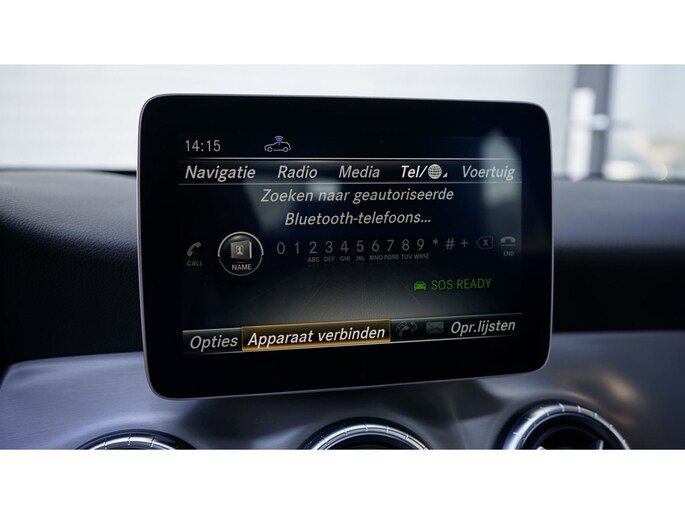 14:15
Navigatie Radio Media Tel/ Voertuig
Zoeken naar geautoriseerde
Bluetooth-telefoons...
0 1 2 3 4 5 6 7 8 9 * # +
ABC DEF GHI JKL MNO PQRS TUV WXYZ
CALL NAME END
SOS READY
Opties Apparaat verbinden Opr.lijsten